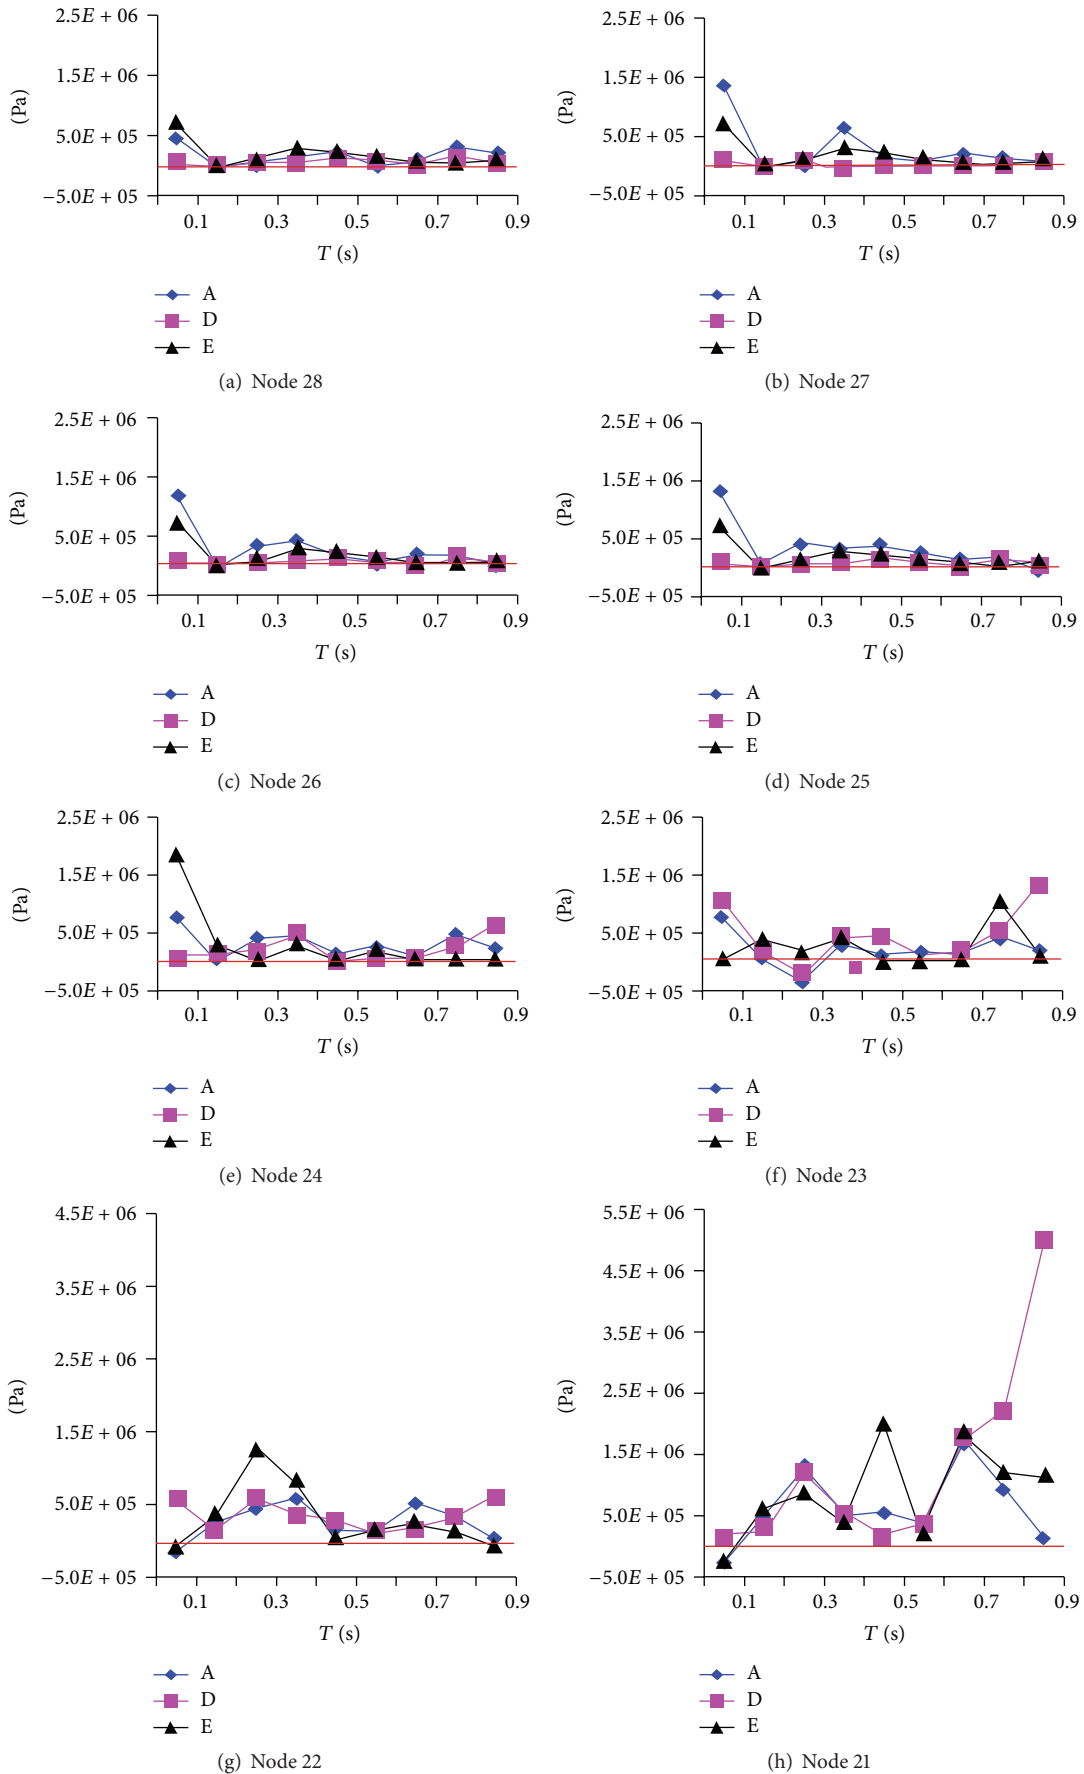 2.5E + 06
1.5E + 06
5.0E + 05
−5.0E + 05
(Pa)
0.1 0.3 0.5 0.7 0.9
T (s)
A
D
E
(a) Node 28
2.5E + 06
1.5E + 06
5.0E + 05
−5.0E + 05
(Pa)
0.1 0.3 0.5 0.7 0.9
T (s)
A
D
E
(b) Node 27
2.5E + 06
1.5E + 06
5.0E + 05
−5.0E + 05
(Pa)
0.1 0.3 0.5 0.7 0.9
T (s)
A
D
E
(c) Node 26
2.5E + 06
1.5E + 06
5.0E + 05
−5.0E + 05
(Pa)
0.1 0.3 0.5 0.7 0.9
T (s)
A
D
E
(d) Node 25
2.5E + 06
1.5E + 06
5.0E + 05
−5.0E + 05
(Pa)
0.1 0.3 0.5 0.7 0.9
T (s)
A
D
E
(e) Node 24
2.5E + 06
1.5E + 06
5.0E + 05
−5.0E + 05
(Pa)
0.1 0.3 0.5 0.7 0.9
T (s)
A
D
E
(f) Node 23
4.5E + 06
3.5E + 06
2.5E + 06
1.5E + 06
5.0E + 05
−5.0E + 05
(Pa)
0.1 0.3 0.5 0.7 0.9
T (s)
A
D
E
(g) Node 22
5.5E + 06
4.5E + 06
3.5E + 06
2.5E + 06
1.5E + 06
5.0E + 05
−5.0E + 05
(Pa)
0.1 0.3 0.5 0.7 0.9
T (s)
A
D
E
(h) Node 21